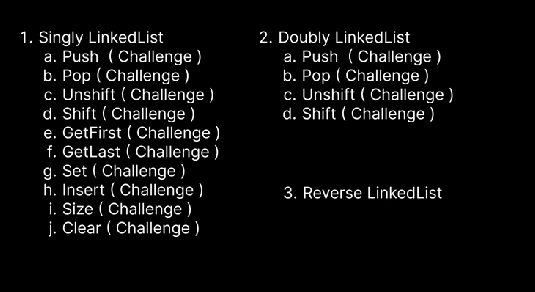 1. Singly LinkedList
a. Push ( Challenge )
b. Pop ( Challenge )
c. Unshift ( Challenge )
d. Shift ( Challenge )
e. GetFirst ( Challenge )
f. GetLast ( Challenge )
g. Set ( Challenge )
h. Insert ( Challenge )
i. Size ( Challenge )
j. Clear ( Challenge )
2. Doubly LinkedList
a. Push ( Challenge )
b. Pop ( Challenge )
c. Unshift ( Challenge )
d. Shift ( Challenge )
3. Reverse LinkedList